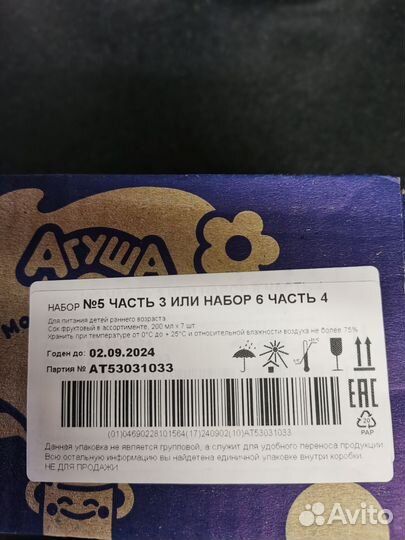 АГУША
Мо
НАБОР №5 ЧАСТЬ 3 ИЛИ НАБОР 6 ЧАСТЬ 4
Для питания детей раннего возраста
Сок фруктовый в ассортименте, 200 мл х 7 шт
Хранить при температуре от 0°С до + 25°С и относительной влажности воздуха не более 75%
Годен до: 02.09.2024
Партия № AT53031033
EAC
PAP
(01)04690228101564(17)240902(10)AT53031033
Данная упаковка не является групповой, а служит для удобного переноса продукции
Всю остальную информацию вы найдете на единичной упаковке внутри коробки.
НЕ ДЛЯ ПРОДАЖИ
Avito